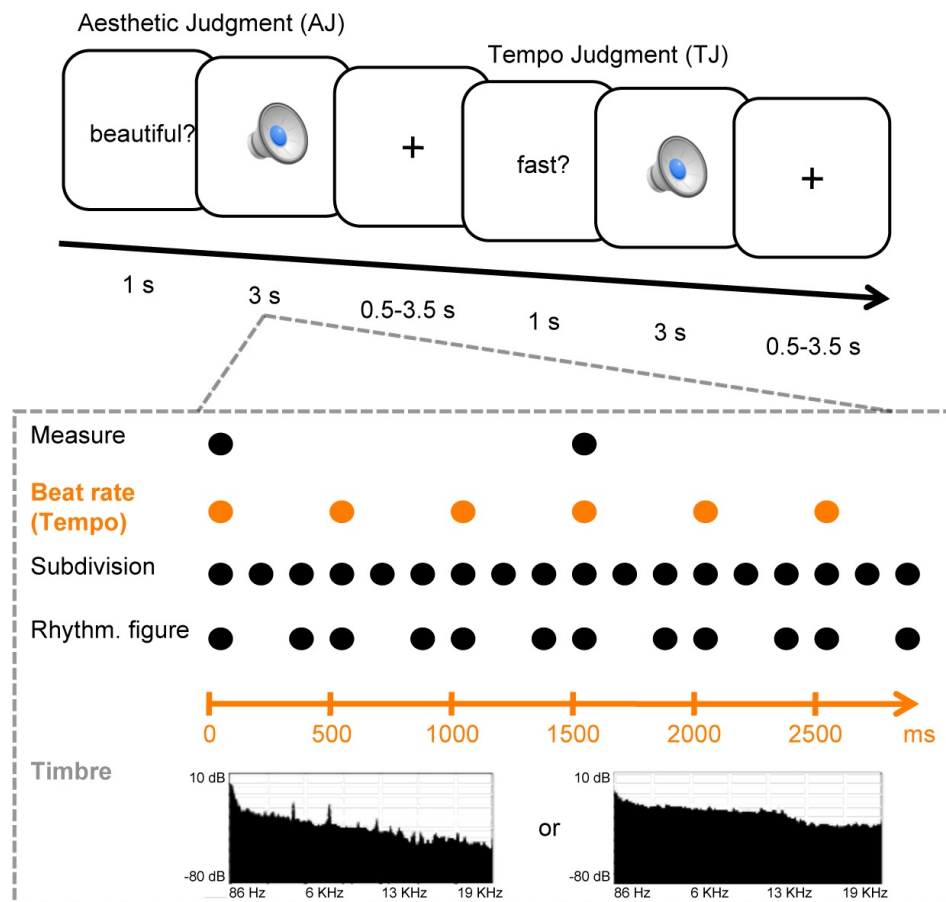 Aesthetic Judgment (AJ)
Tempo Judgment (TJ)
beautiful?
+
fast?
+
1 s
3 s
0.5-3.5 s
1 s
3 s
0.5-3.5 s
Measure
Beat rate
(Tempo)
Subdivision
Rhythm. figure
0 500 1000 1500 2000 2500 ms
Timbre
10 dB
-80 dB
86 Hz 6 KHz 13 KHz 19 KHz
or
10 dB
-80 dB
86 Hz 6 KHz 13 KHz 19 KHz